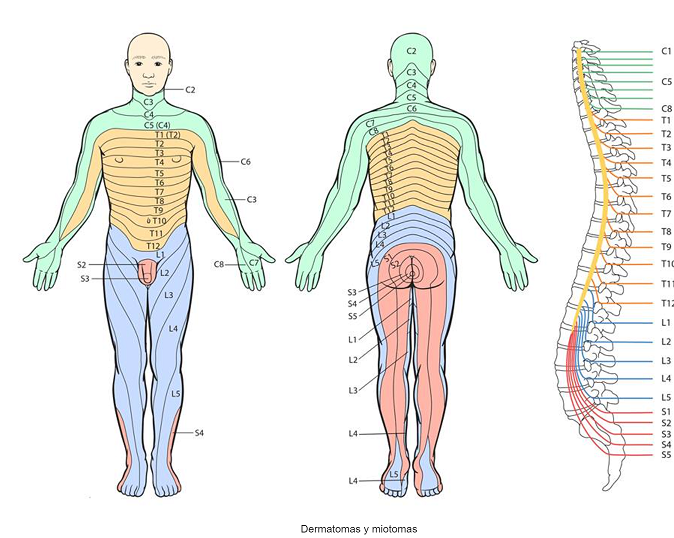 C2
C3
C4
C5 (C4)
T1 (T2)
T2
T3
T4
T5
T6
T7
T8
T9
T10
T11
T12
L1
C6
C3
C8
C7
S2
S3
L2
L3
L4
L5
S4
C2
C3
C4
C5
C6
C7
C8
L1
L2
L3
L4
L5
S1
S2
S3
S4
S5
L1
L2
L3
L4
L5
L4
C1
C5
C8
T1
T2
T3
T4
T5
T6
T7
T8
T9
T10
T11
T12
L1
L2
L3
L4
L5
S1
S2
S3
S4
S5
Dermatomas y miotomas